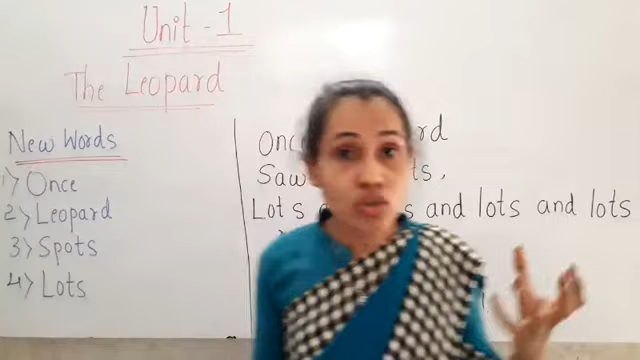 Unit - 1
The Leopard
New Words
1) Once
2) Leopard
3) Spots
4) Lots
Once
Saw
Lots and lots and lots